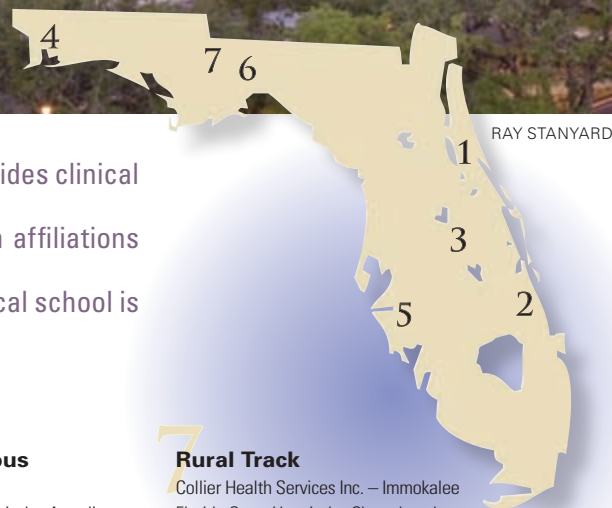 4
7
6
RAY STANYARD
1
ides clinical
affiliations
3
cal school is
2
5
7
Rural Track
Collier Health Services Inc. – Immokalee